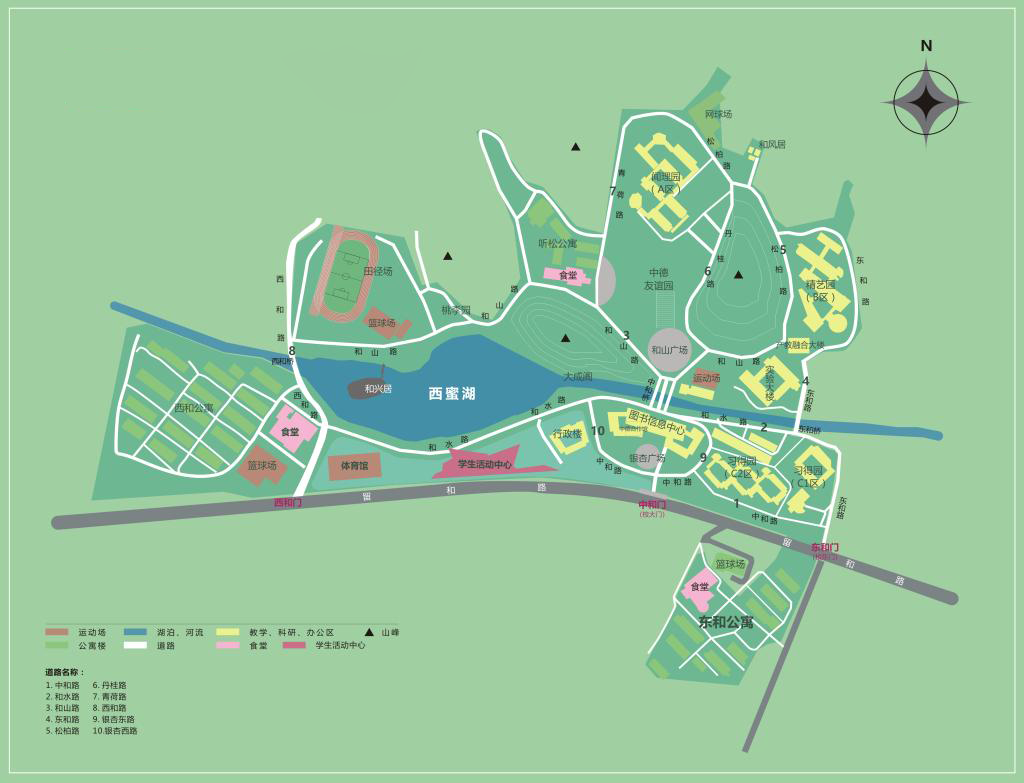 N
网球场
和风居
松柏路
闻理园
（A区）
青荷路
7
听松公寓
食堂
中德
友谊园
丹桂路
6
松柏路
5
精艺园
（B区）
东和路
产教融合大楼
田径场
篮球场
桃李园
和山路
西和路
8
西和桥
和山路
和山路
3
和山广场
和山路
运动场
实验大楼
4
东和路
大成阁
中和桥
和兴居
西蜜湖
西和公寓
西和路
食堂
篮球场
体育馆
和水路
学生活动中心
和水路
行政楼
10
图书信息中心
银杏广场
中和路
中和路
9
和水路
2
东和桥
习得园
（C2区）
习得园
（C1区）
1
中和路
东和路
西和门
留和路
中和门
（校大门）
东和门
留和路
篮球场
食堂
东和公寓
运动场
湖泊、河流
教学、科研、办公区
山峰
公寓楼
道路
食堂
学生活动中心
道路名称：
1. 中和路 6. 丹桂路
2. 和水路 7. 青荷路
3. 和山路 8. 西和路
4. 东和路 9. 银杏东路
5. 松柏路 10.银杏西路